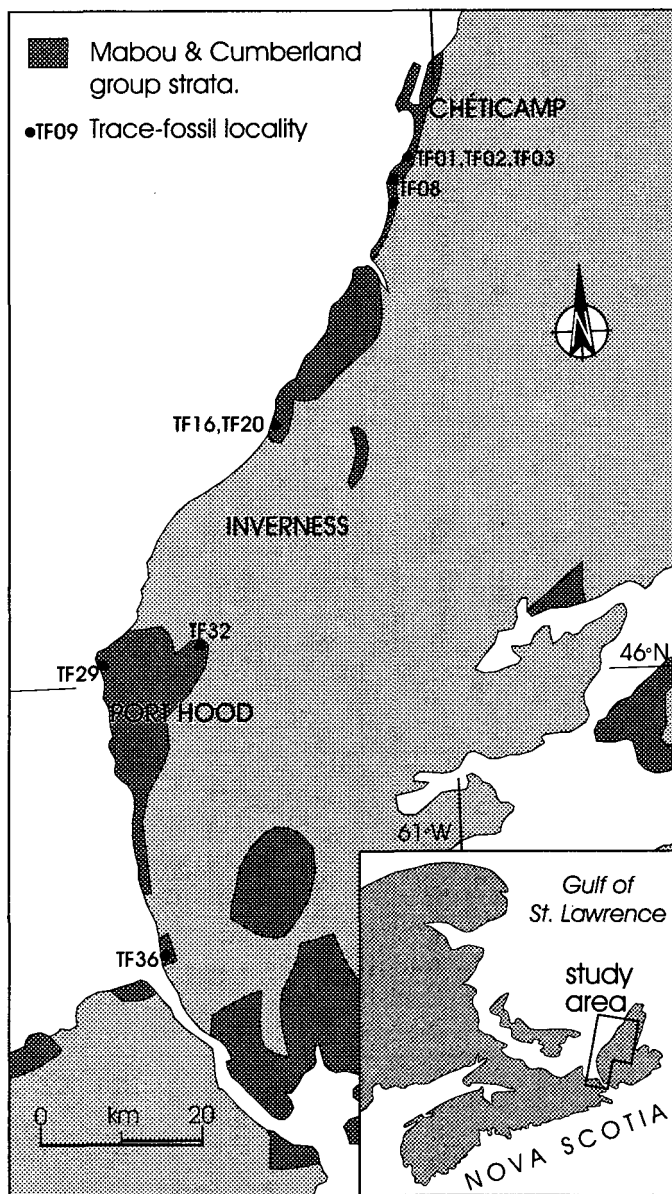 Mabou & Cumberland
group strata.
•TF09 Trace-fossil locality
CHÉTICAMP
TF01,TF02,TF03
TF08
N
TF16,TF20
INVERNESS
TF32
TF29
46°N
PORT HOOD
61°W
Gulf of
St. Lawrence
study
area
TF36
0 km 20
NOVA SCOTIA